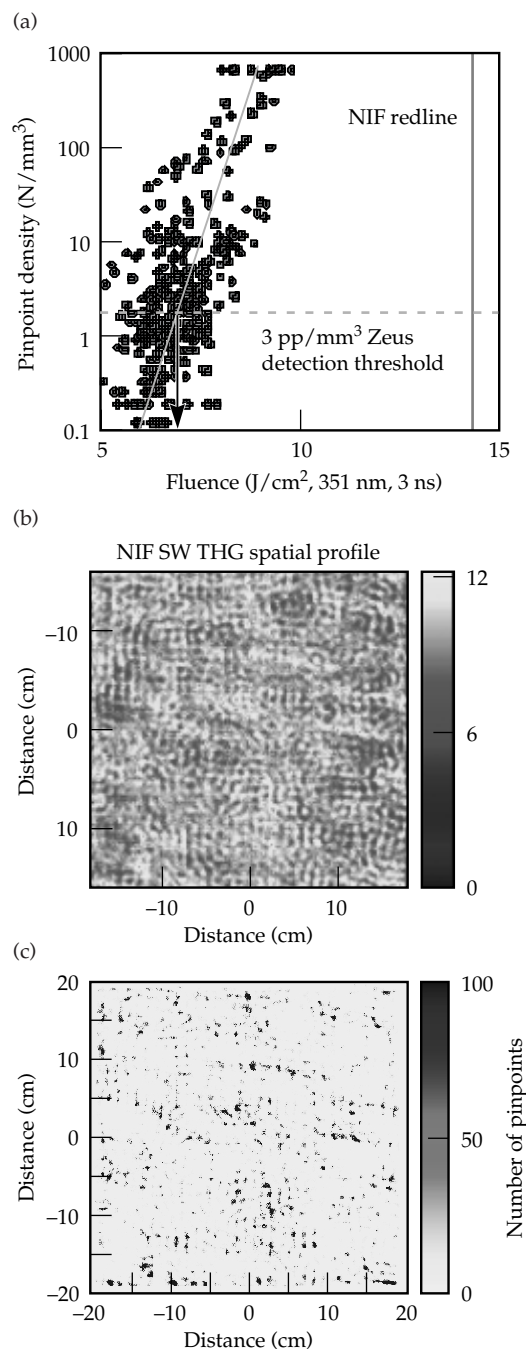 (a)
1000
100
10
1
0.1
Pinpoint density (N/mm³)
NIF redline
3 pp/mm³ Zeus
detection threshold
5
10
15
Fluence (J/cm², 351 nm, 3 ns)
(b)
NIF SW THG spatial profile
–10
0
10
Distance (cm)
–10
0
10
Distance (cm)
12
6
0
(c)
20
10
0
–10
–20
Distance (cm)
–20
–10
0
10
20
Distance (cm)
100
50
0
Number of pinpoints